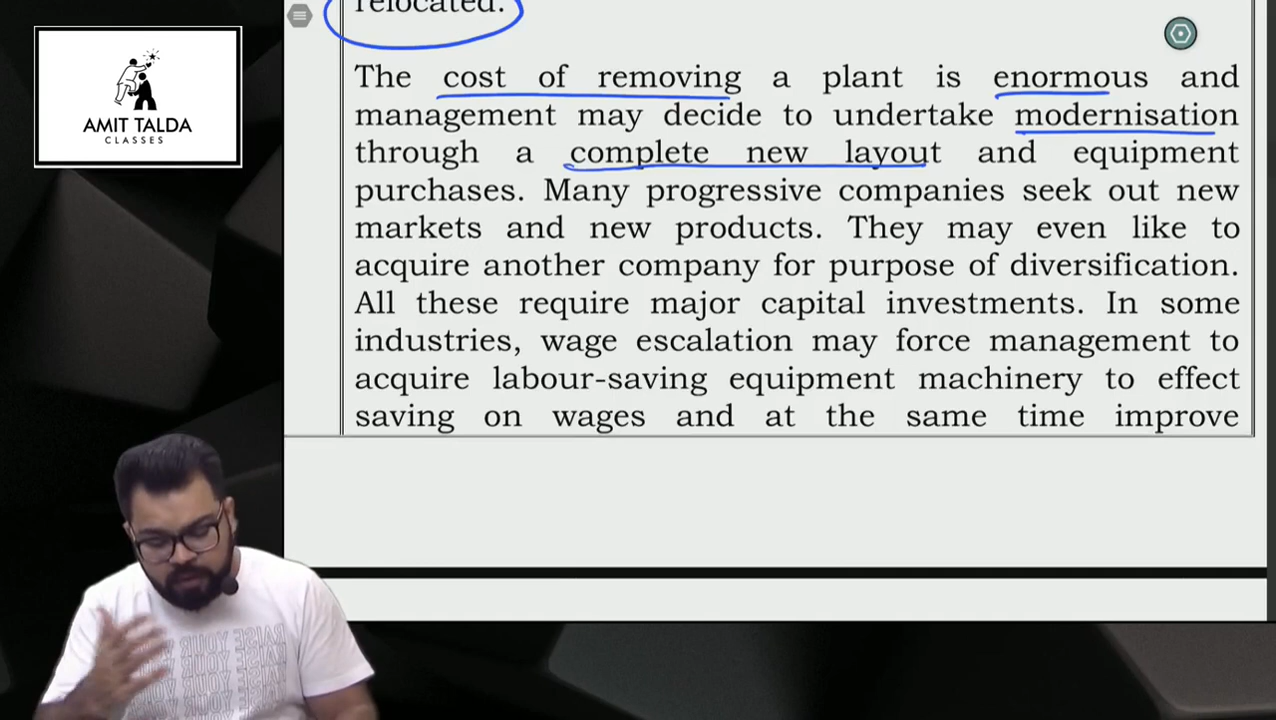 relocated.
The cost of removing a plant is enormous and
management may decide to undertake modernisation
through a complete new layout and equipment
purchases. Many progressive companies seek out new
markets and new products. They may even like to
acquire another company for purpose of diversification.
All these require major capital investments. In some
industries, wage escalation may force management to
acquire labour-saving equipment machinery to effect
saving on wages and at the same time improve
AMIT TALDA
CLASSES
RAISE YOUR